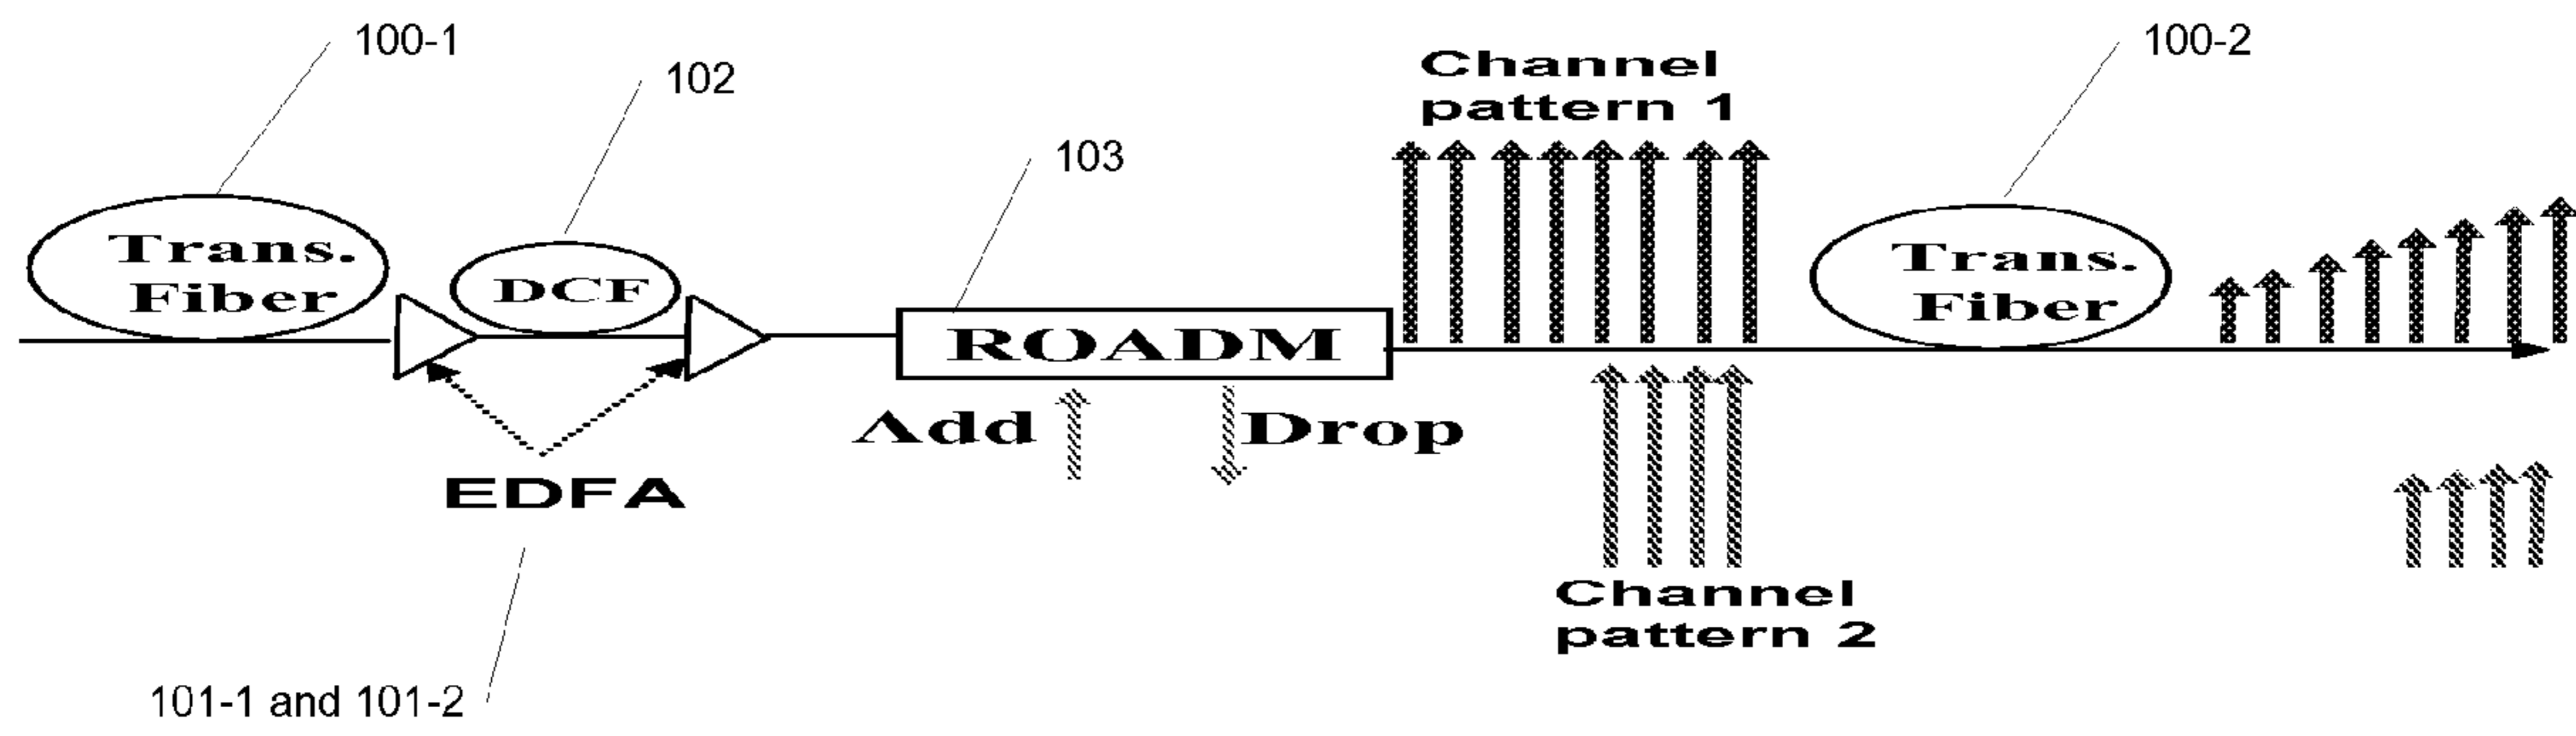 100-1
102
103
Channel
pattern 1
100-2
Trans.
Fiber
DCF
ROADM
Trans.
Fiber
Add
Drop
EDFA
Channel
pattern 2
101-1 and 101-2